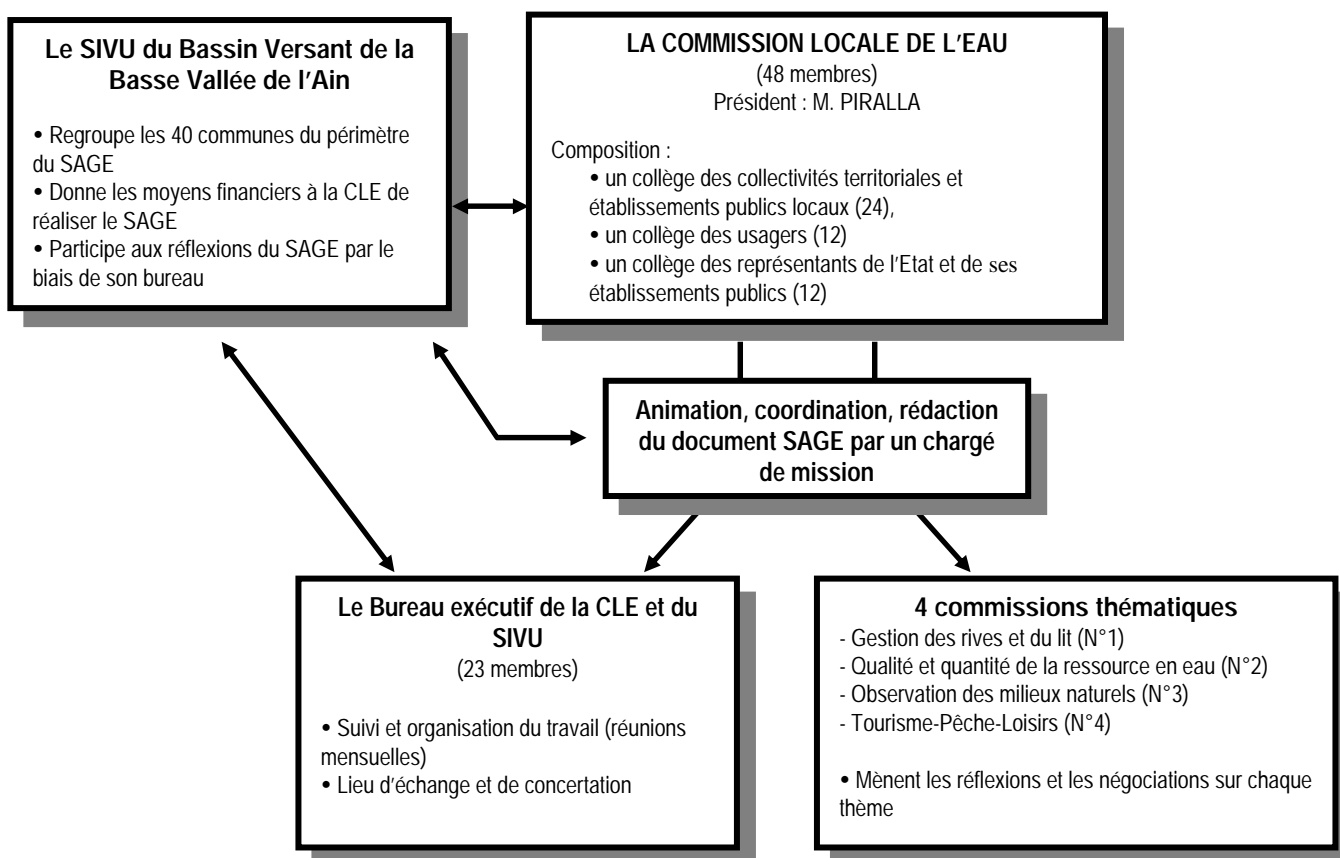 Le SIVU du Bassin Versant de la
Basse Vallée de l'Ain
• Regroupe les 40 communes du périmètre
du SAGE
• Donne les moyens financiers à la CLE de
réaliser le SAGE
• Participe aux réflexions du SAGE par le
biais de son bureau
LA COMMISSION LOCALE DE L'EAU
(48 membres)
Président : M. PIRALLA
Composition :
• un collège des collectivités territoriales et
établissements publics locaux (24),
• un collège des usagers (12)
• un collège des représentants de l'Etat et de ses
établissements publics (12)
Animation, coordination, rédaction
du document SAGE par un chargé
de mission
Le Bureau exécutif de la CLE et du
SIVU
(23 membres)
• Suivi et organisation du travail (réunions
mensuelles)
• Lieu d'échange et de concertation
4 commissions thématiques
- Gestion des rives et du lit (N°1)
- Qualité et quantité de la ressource en eau (N°2)
- Observation des milieux naturels (N°3)
- Tourisme-Pêche-Loisirs (N°4)
• Mènent les réflexions et les négociations sur chaque
thème